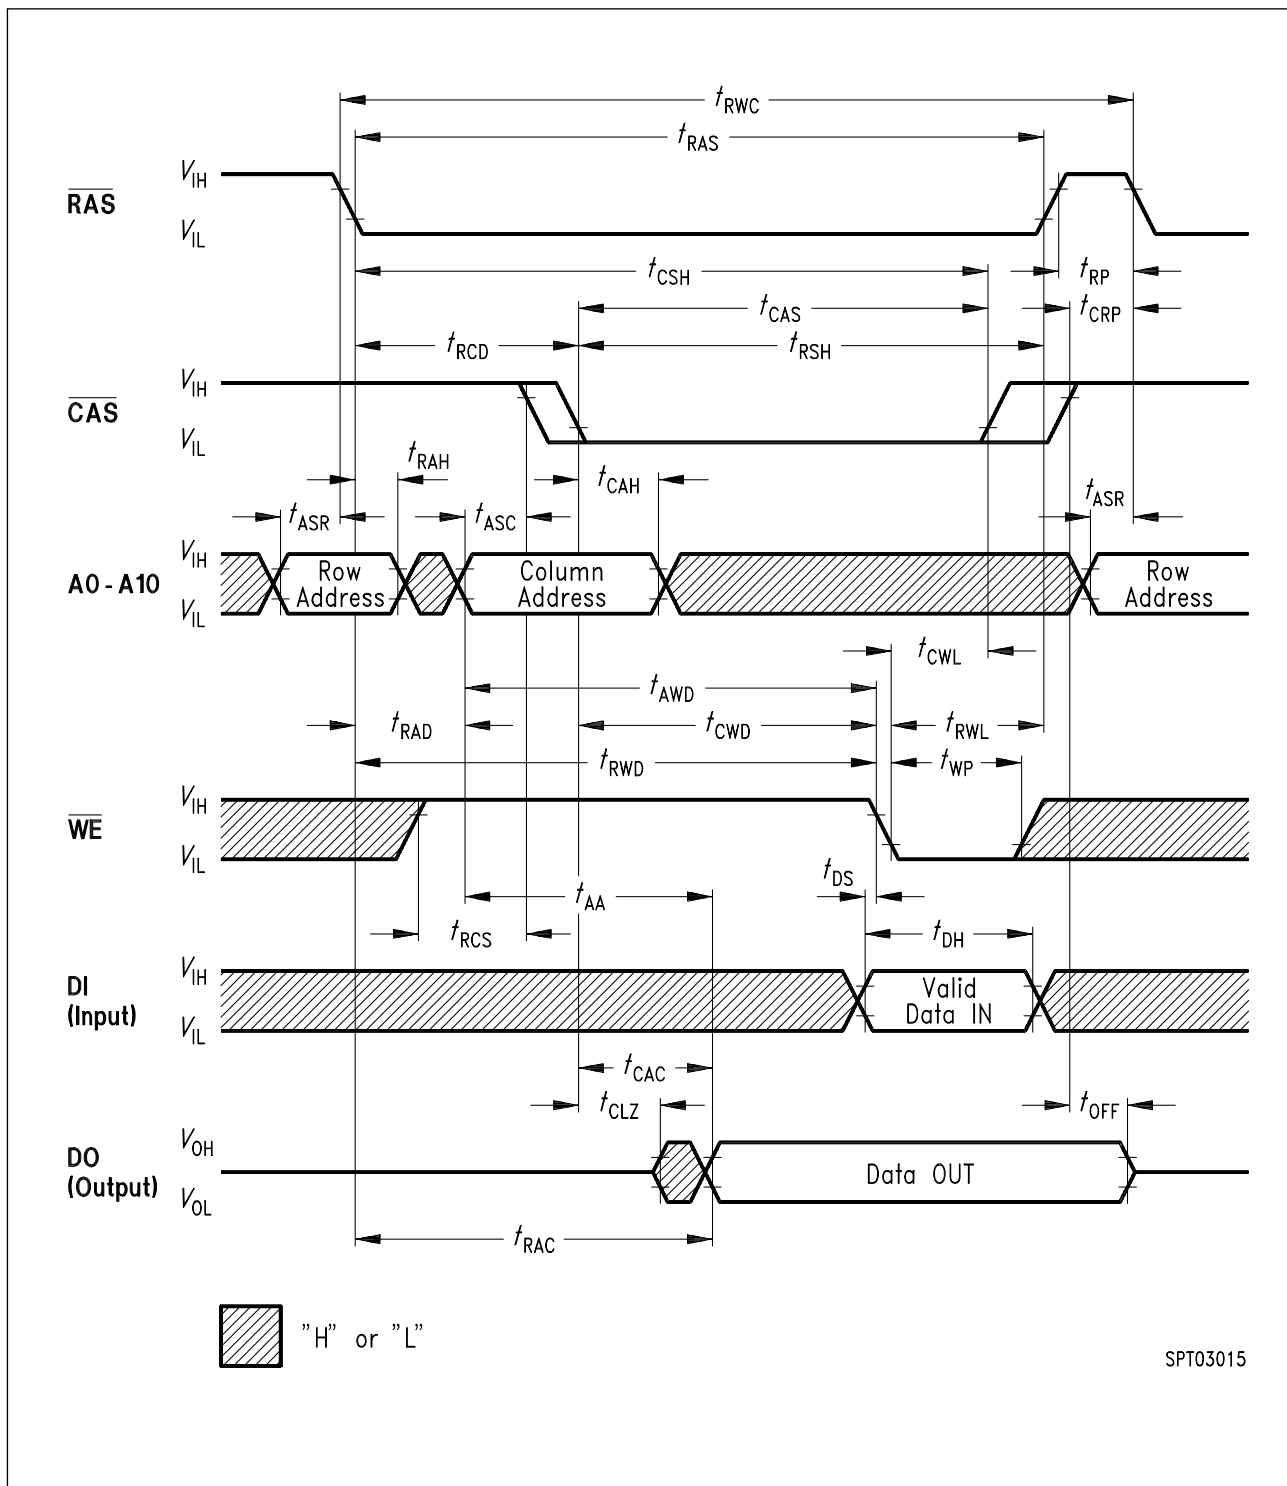 tRWC
tRAS
RAS
VIH
VIL
tCSH
tRP
tCAS
tCRP
tRCD
tRSH
CAS
VIH
VIL
tRAH
tCAH
tASR
tASC
tASR
A0 - A10
VIH
VIL
Row
Address
Column
Address
Row
Address
tCWL
tAWD
tRAD
tCWD
tRWL
tRWD
tWP
WE
VIH
VIL
tDS
tAA
tRCS
tDH
DI
(Input)
VIH
VIL
Valid
Data IN
tCAC
tCLZ
tOFF
DO
(Output)
VOH
VOL
Data OUT
tRAC
"H" or "L"
SPT03015